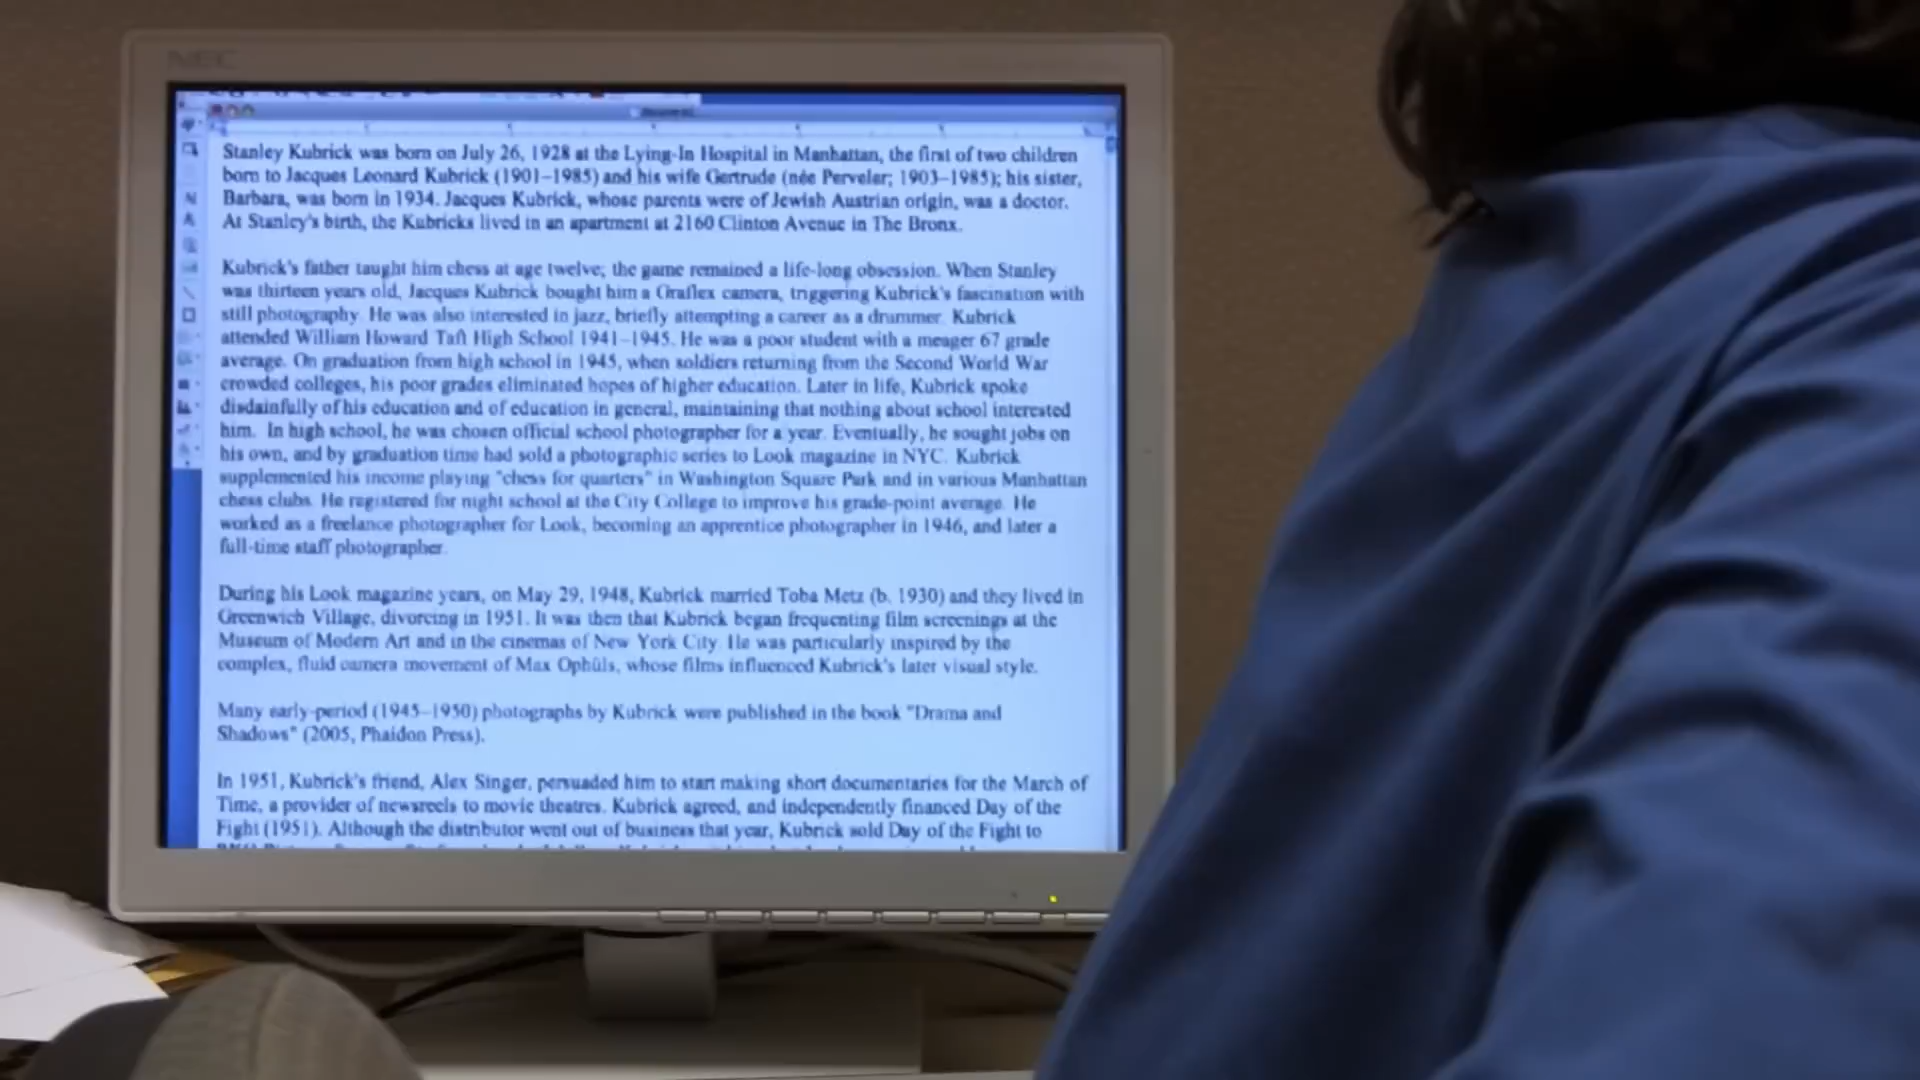 NEC
Stanley Kubrick was born on July 26, 1928 at the Lying-In Hospital in Manhattan, the first of two children
born to Jacques Leonard Kubrick (1901–1985) and his wife Gertrude (née Perveler; 1903–1985); his sister,
Barbara, was born in 1934. Jacques Kubrick, whose parents were of Jewish Austrian origin, was a doctor.
At Stanley's birth, the Kubricks lived in an apartment at 2160 Clinton Avenue in The Bronx.
Kubrick's father taught him chess at age twelve; the game remained a life-long obsession. When Stanley
was thirteen years old, Jacques Kubrick bought him a Graflex camera, triggering Kubrick's fascination with
still photography. He was also interested in jazz, briefly attempting a career as a drummer. Kubrick
attended William Howard Taft High School 1941–1945. He was a poor student with a meager 67 grade
average. On graduation from high school in 1945, when soldiers returning from the Second World War
crowded colleges, his poor grades eliminated hopes of higher education. Later in life, Kubrick spoke
disdainfully of his education and of education in general, maintaining that nothing about school interested
him. In high school, he was chosen official school photographer for a year. Eventually, he sought jobs on
his own, and by graduation time had sold a photographic series to Look magazine in NYC. Kubrick
supplemented his income playing "chess for quarters" in Washington Square Park and in various Manhattan
chess clubs. He registered for night school at the City College to improve his grade-point average. He
worked as a freelance photographer for Look, becoming an apprentice photographer in 1946, and later a
full-time staff photographer.
During his Look magazine years, on May 29, 1948, Kubrick married Toba Metz (b. 1930) and they lived in
Greenwich Village, divorcing in 1951. It was then that Kubrick began frequenting film screenings at the
Museum of Modern Art and in the cinemas of New York City. He was particularly inspired by the
complex, fluid camera movement of Max Ophüls, whose films influenced Kubrick's later visual style.
Many early-period (1945–1950) photographs by Kubrick were published in the book "Drama and
Shadows" (2005, Phaidon Press).
In 1951, Kubrick's friend, Alex Singer, persuaded him to start making short documentaries for the March of
Time, a provider of newsreels to movie theatres. Kubrick agreed, and independently financed Day of the
Fight (1951). Although the distributor went out of business that year, Kubrick sold Day of the Fight to